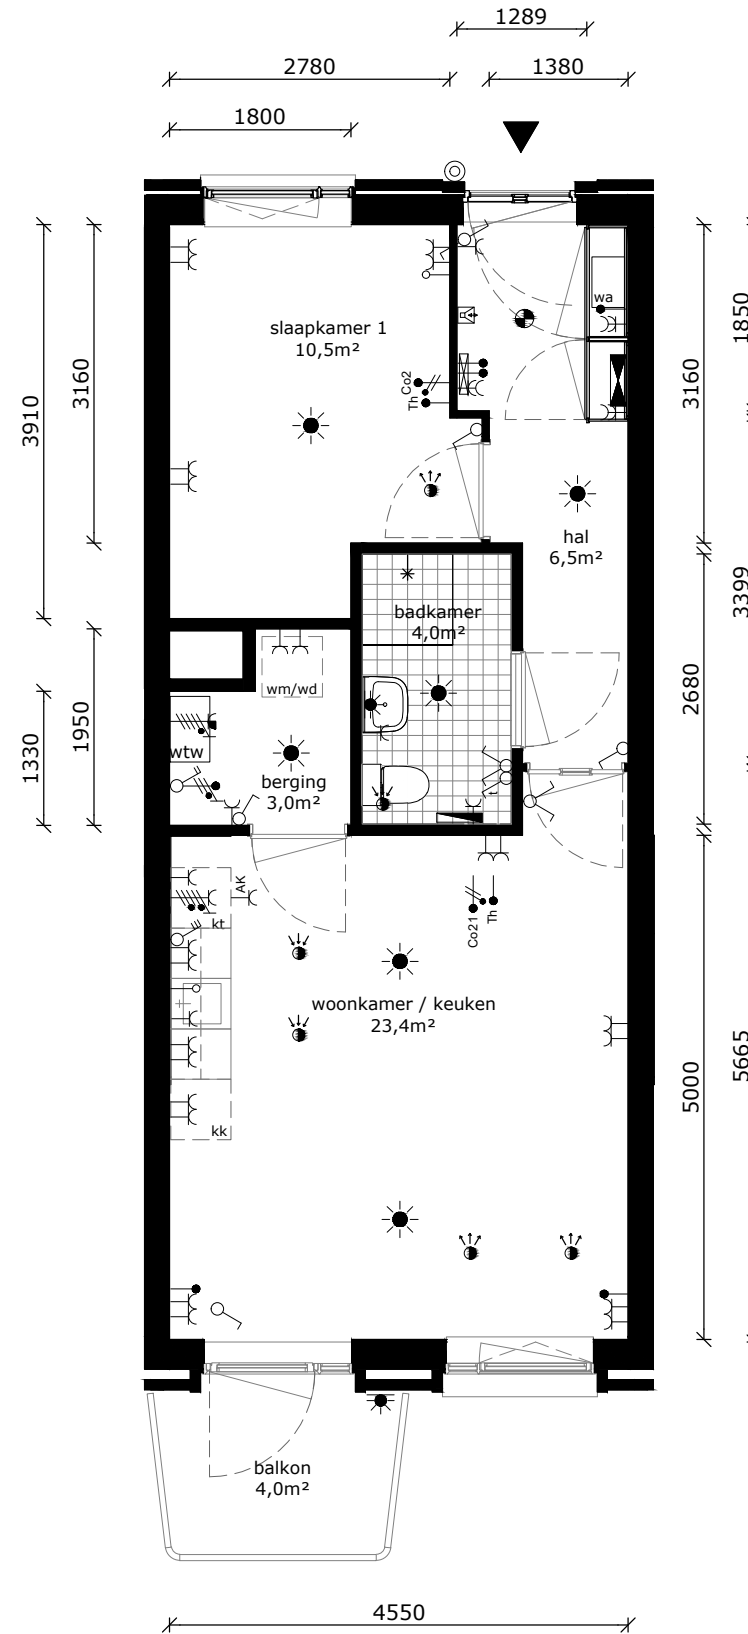 1289
2780
1380
1800
wa
slaapkamer 1
10,5m²
1850
3160
3160
3910
Co2
Th
hal
6,5m²
badkamer
4,0m²
3399
wm/wd
2680
1950
1330
wtw
berging
3,0m²
t
AK
kt
Co21
Th
woonkamer / keuken
23,4m²
5665
5000
kk
balkon
4,0m²
4550